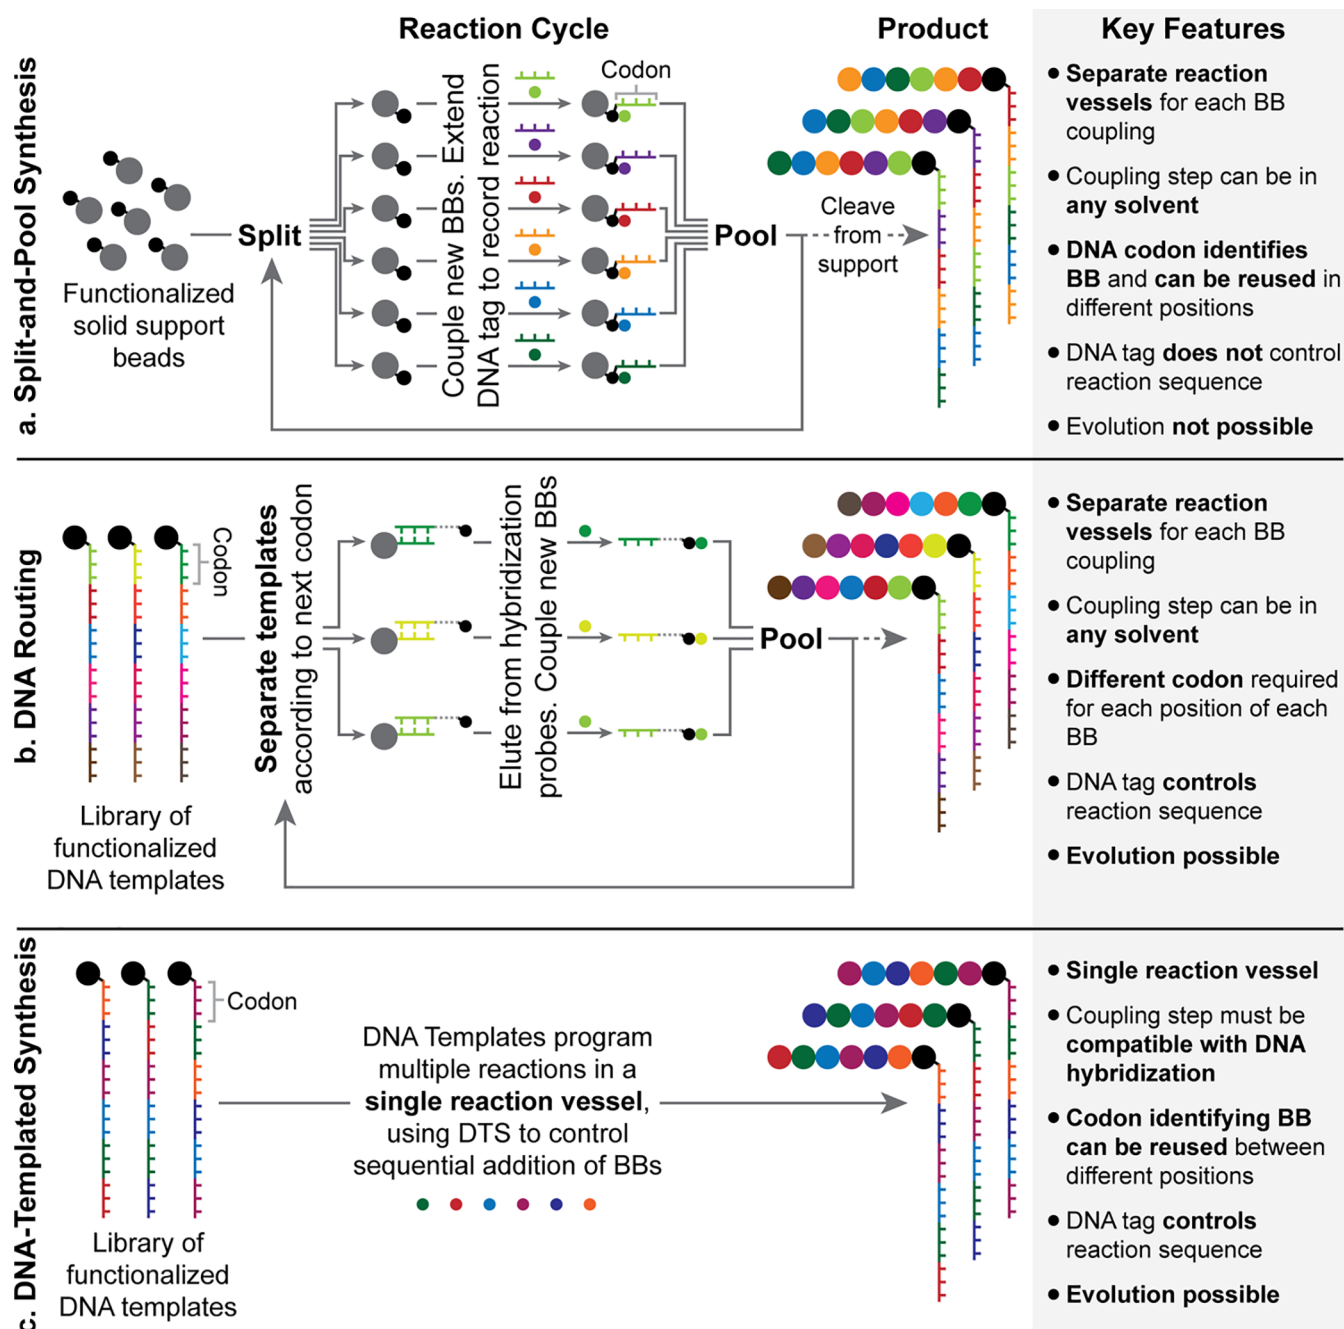 Reaction Cycle
Product
Key Features
a. Split-and-Pool Synthesis
Functionalized
solid support
beads
Split
Couple new BBs. Extend
DNA tag to record reaction
Codon
Pool
Cleave
from
support
• Separate reaction
vessels for each BB
coupling
• Coupling step can be in
any solvent
• DNA codon identifies
BB and can be reused in
different positions
• DNA tag does not control
reaction sequence
• Evolution not possible
b. DNA Routing
Codon
Library of
functionalized
DNA templates
Separate templates
according to next codon
Elute from hybridization
probes. Couple new BBs
Pool
• Separate reaction
vessels for each BB
coupling
• Coupling step can be in
any solvent
• Different codon required
for each position of each
BB
• DNA tag controls
reaction sequence
• Evolution possible
c. DNA-Templated Synthesis
Codon
Library of
functionalized
DNA templates
DNA Templates program
multiple reactions in a
single reaction vessel,
using DTS to control
sequential addition of BBs
• Single reaction vessel
• Coupling step must be
compatible with DNA
hybridization
• Codon identifying BB
can be reused between
different positions
• DNA tag controls
reaction sequence
• Evolution possible